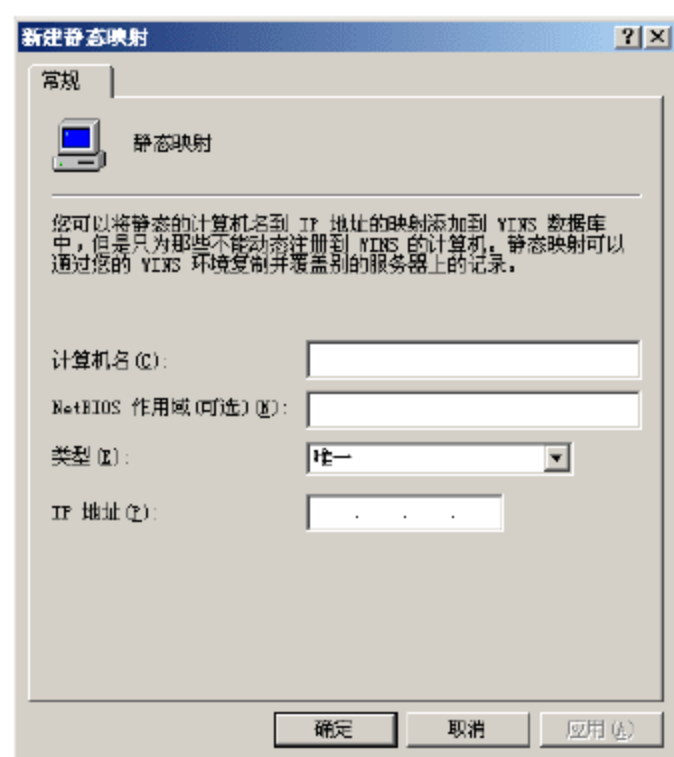 新建静态映射
常规
静态映射
您可以将静态的计算机名到 IP 地址的映射添加到 WINS 数据库
中，但是只为那些不能动态注册到 WINS 的计算机。静态映射可以
通过您的 WINS 环境复制并覆盖别的服务器上的记录。
计算机名(C):
NetBIOS 作用域(可选)(N):
类型(E): 唯一
IP 地址(P):
确定 取消 应用(A)